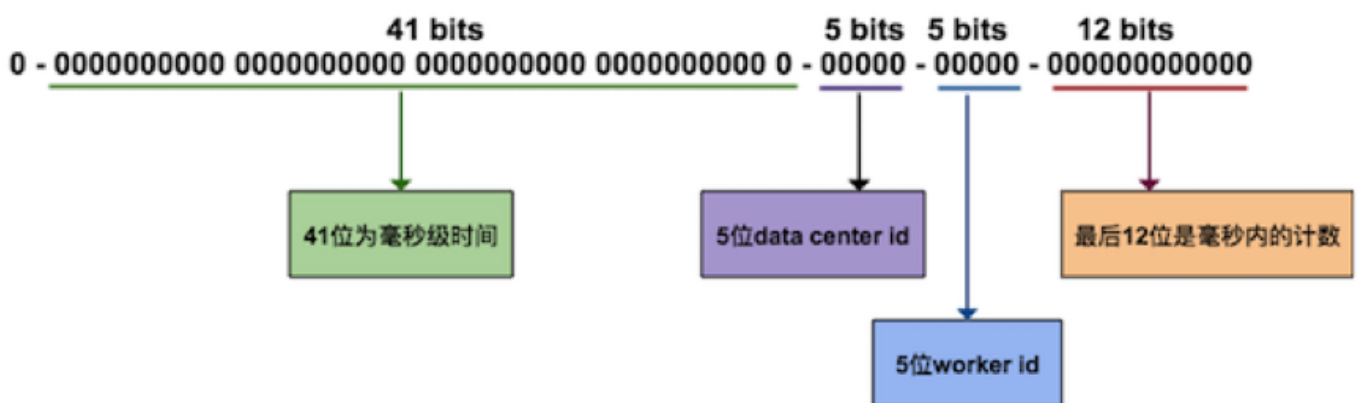 41 bits 5 bits 5 bits 12 bits
0 - 0000000000 0000000000 0000000000 0000000000 0 - 00000 - 00000 - 000000000000
41位为毫秒级时间 5位data center id 最后12位是毫秒内的计数
5位worker id